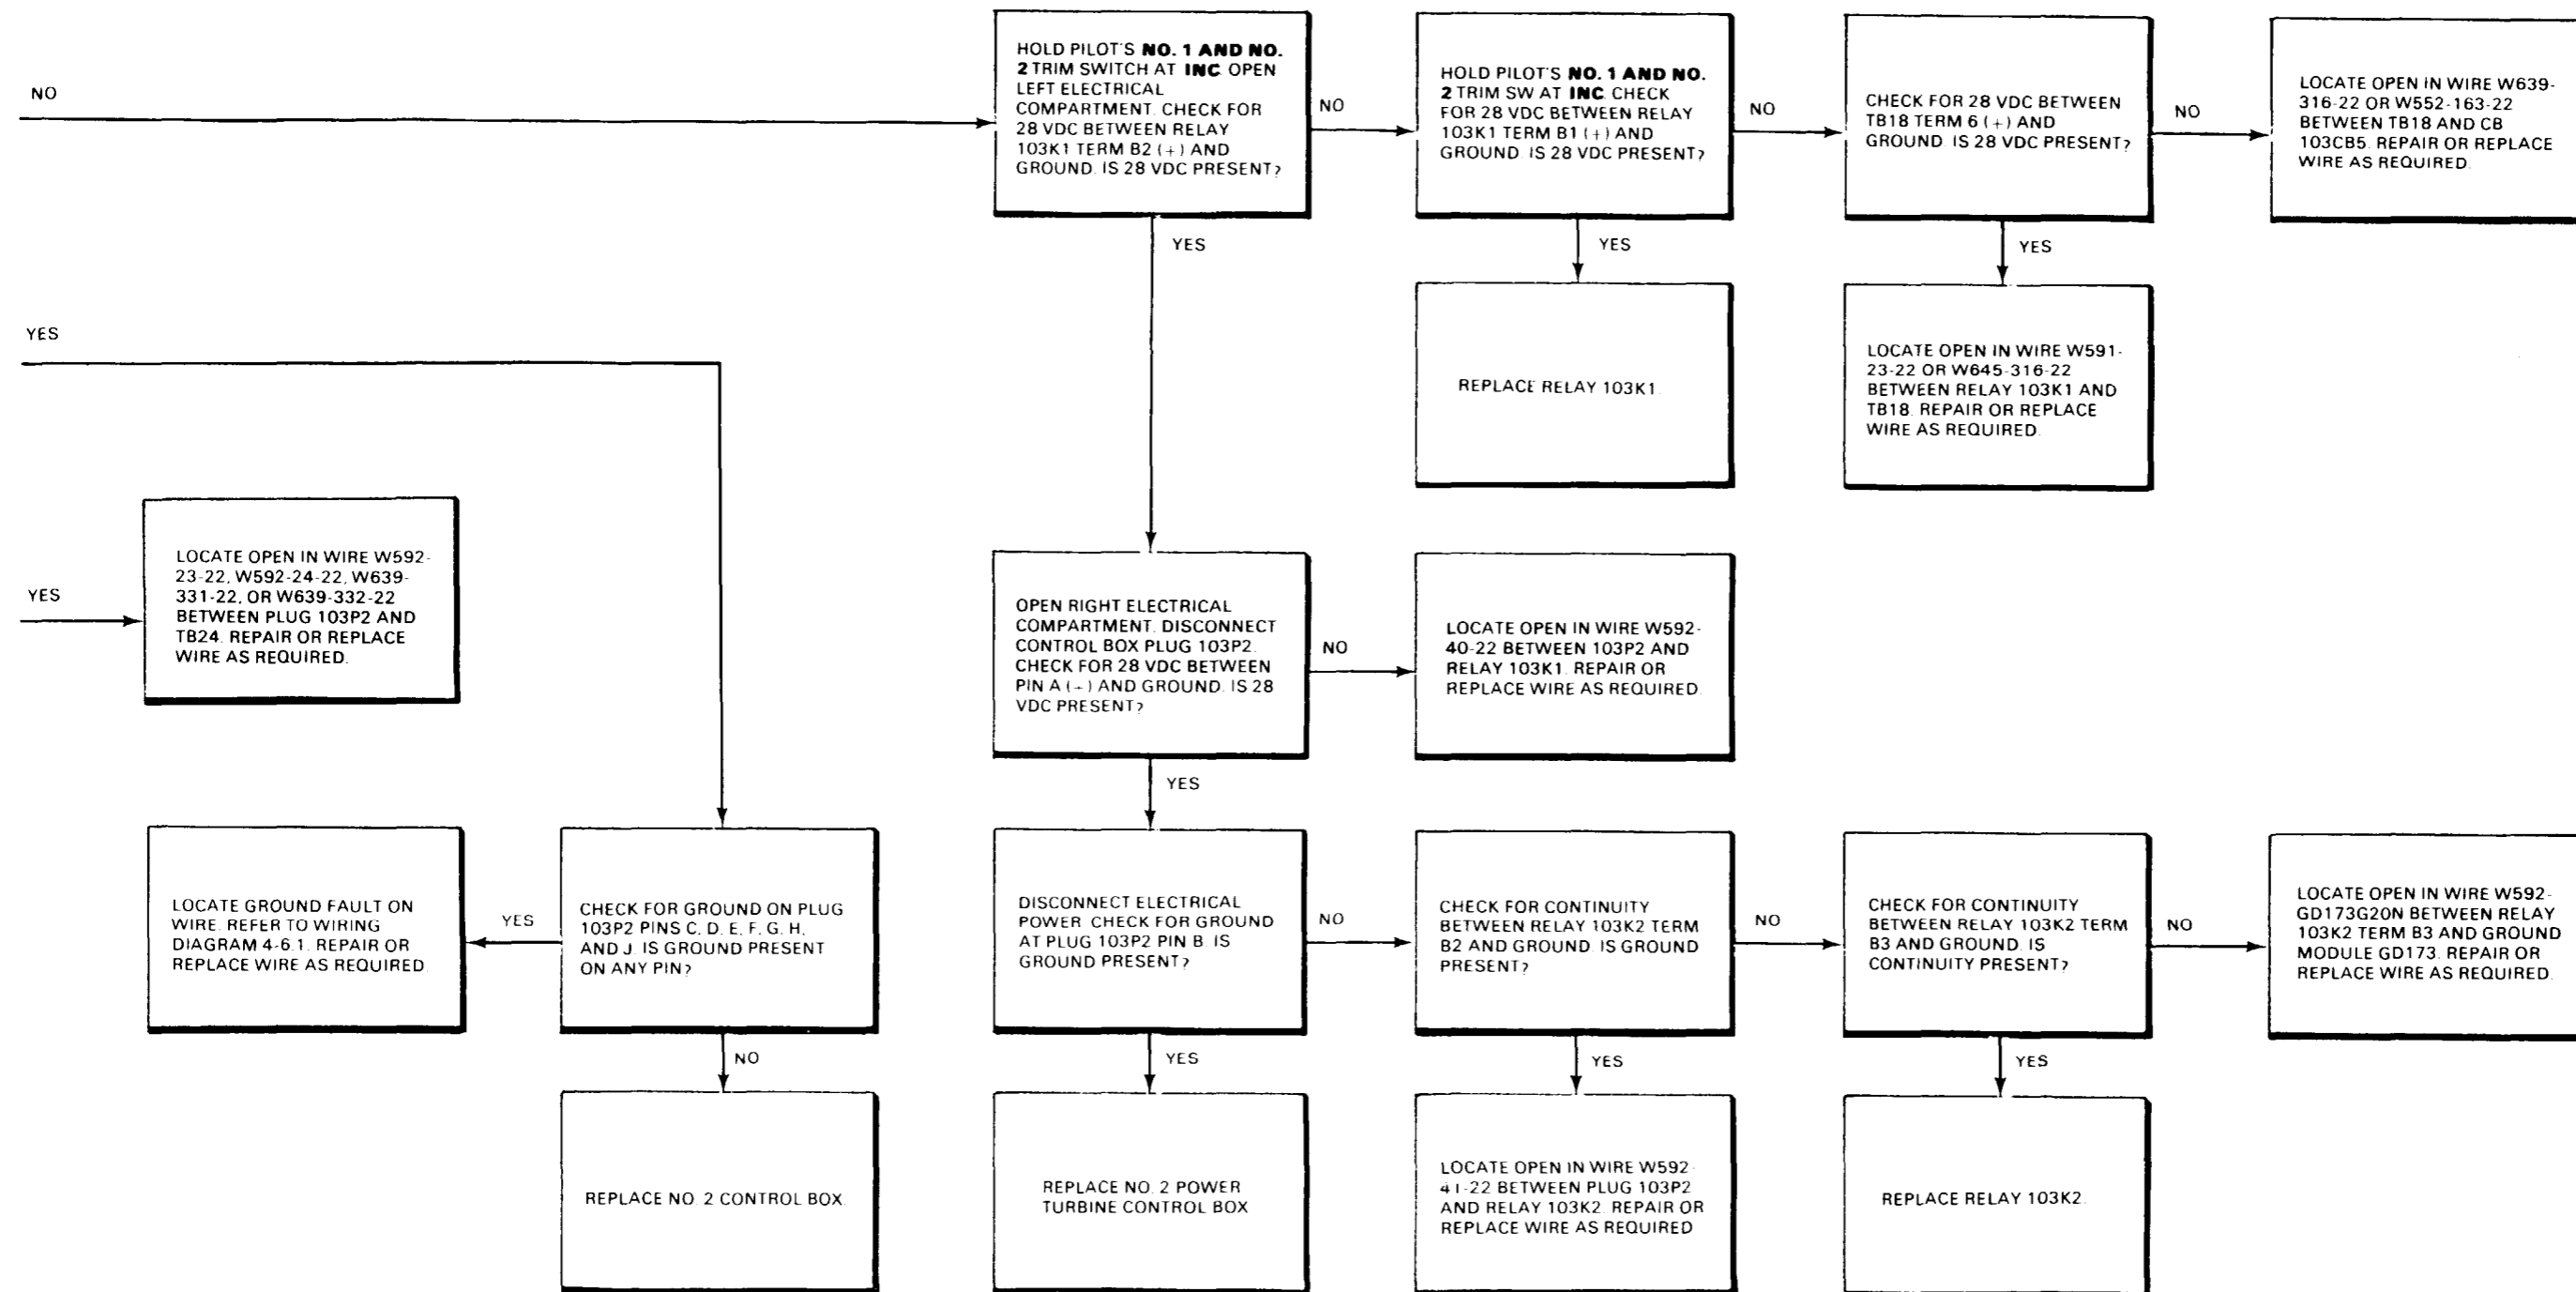 NO
HOLD PILOT'S NO. 1 AND NO.
2 TRIM SWITCH AT INC. OPEN
LEFT ELECTRICAL
COMPARTMENT. CHECK FOR
28 VDC BETWEEN RELAY
103K1 TERM B2 (+) AND
GROUND. IS 28 VDC PRESENT?
NO
HOLD PILOT'S NO. 1 AND NO.
2 TRIM SW AT INC. CHECK
FOR 28 VDC BETWEEN RELAY
103K1 TERM B1 (+) AND
GROUND. IS 28 VDC PRESENT?
NO
CHECK FOR 28 VDC BETWEEN
TB18 TERM 6 (+) AND
GROUND. IS 28 VDC PRESENT?
NO
LOCATE OPEN IN WIRE W639-
316-22 OR W552-163-22
BETWEEN TB18 AND CB
103CB5. REPAIR OR REPLACE
WIRE AS REQUIRED.
YES
YES
YES
REPLACE RELAY 103K1.
LOCATE OPEN IN WIRE W591-
23-22 OR W645-316-22
BETWEEN RELAY 103K1 AND
TB18. REPAIR OR REPLACE
WIRE AS REQUIRED.
YES
YES
LOCATE OPEN IN WIRE W592-
23-22, W592-24-22, W639-
331-22, OR W639-332-22
BETWEEN PLUG 103P2 AND
TB24. REPAIR OR REPLACE
WIRE AS REQUIRED.
OPEN RIGHT ELECTRICAL
COMPARTMENT. DISCONNECT
CONTROL BOX PLUG 103P2.
CHECK FOR 28 VDC BETWEEN
PIN A (+) AND GROUND. IS 28
VDC PRESENT?
NO
LOCATE OPEN IN WIRE W592-
40-22 BETWEEN 103P2 AND
RELAY 103K1. REPAIR OR
REPLACE WIRE AS REQUIRED.
YES
LOCATE GROUND FAULT ON
WIRE. REFER TO WIRING
DIAGRAM 4-6.1. REPAIR OR
REPLACE WIRE AS REQUIRED.
YES
CHECK FOR GROUND ON PLUG
103P2 PINS C, D, E, F, G, H,
AND J. IS GROUND PRESENT
ON ANY PIN?
DISCONNECT ELECTRICAL
POWER. CHECK FOR GROUND
AT PLUG 103P2 PIN B. IS
GROUND PRESENT?
NO
CHECK FOR CONTINUITY
BETWEEN RELAY 103K2 TERM
B2 AND GROUND. IS GROUND
PRESENT?
NO
CHECK FOR CONTINUITY
BETWEEN RELAY 103K2 TERM
B3 AND GROUND. IS
CONTINUITY PRESENT?
NO
LOCATE OPEN IN WIRE W592-
GD173G20N BETWEEN RELAY
103K2 TERM B3 AND GROUND
MODULE GD173. REPAIR OR
REPLACE WIRE AS REQUIRED.
NO
YES
YES
YES
REPLACE NO. 2 CONTROL BOX.
REPLACE NO. 2 POWER
TURBINE CONTROL BOX
LOCATE OPEN IN WIRE W592-
41-22 BETWEEN PLUG 103P2
AND RELAY 103K2. REPAIR OR
REPLACE WIRE AS REQUIRED
REPLACE RELAY 103K2.